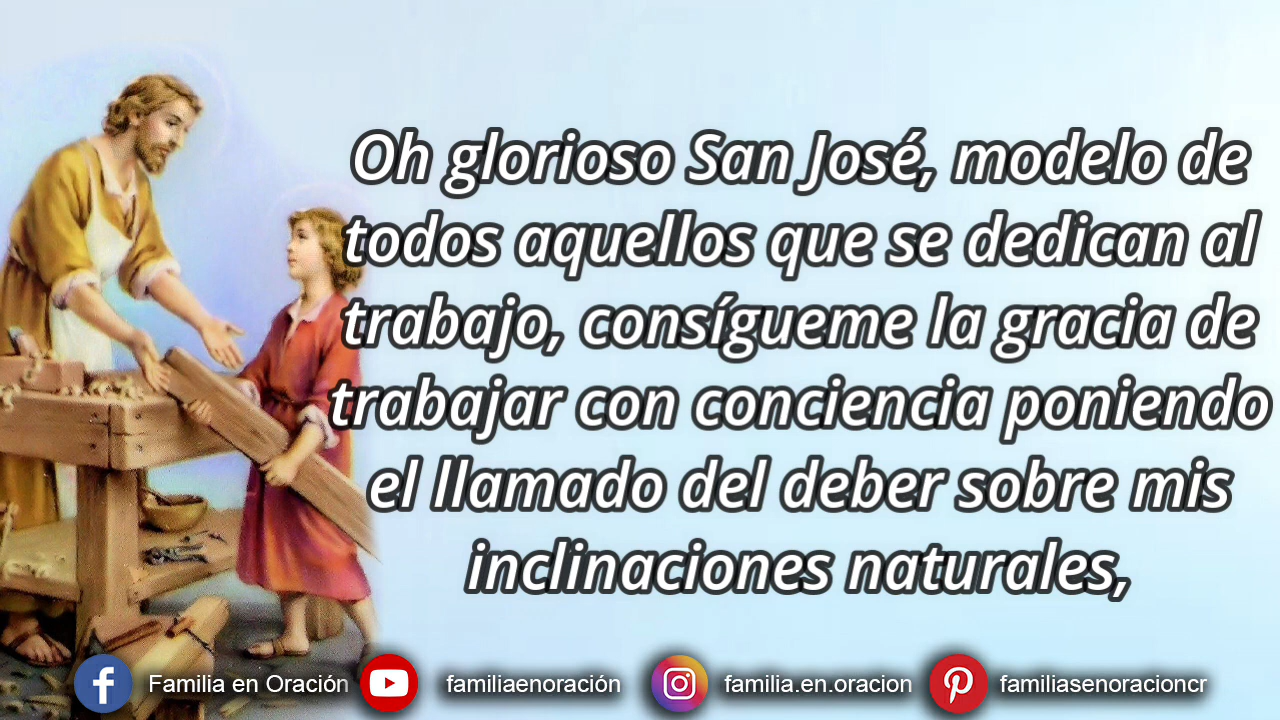 Oh glorioso San José, modelo de
todos aquellos que se dedican al
trabajo, consígueme la gracia de
trabajar con conciencia poniendo
el llamado del deber sobre mis
inclinaciones naturales,
Familia en Oración familiaenoración familia.en.oracion familiasenoracioncr